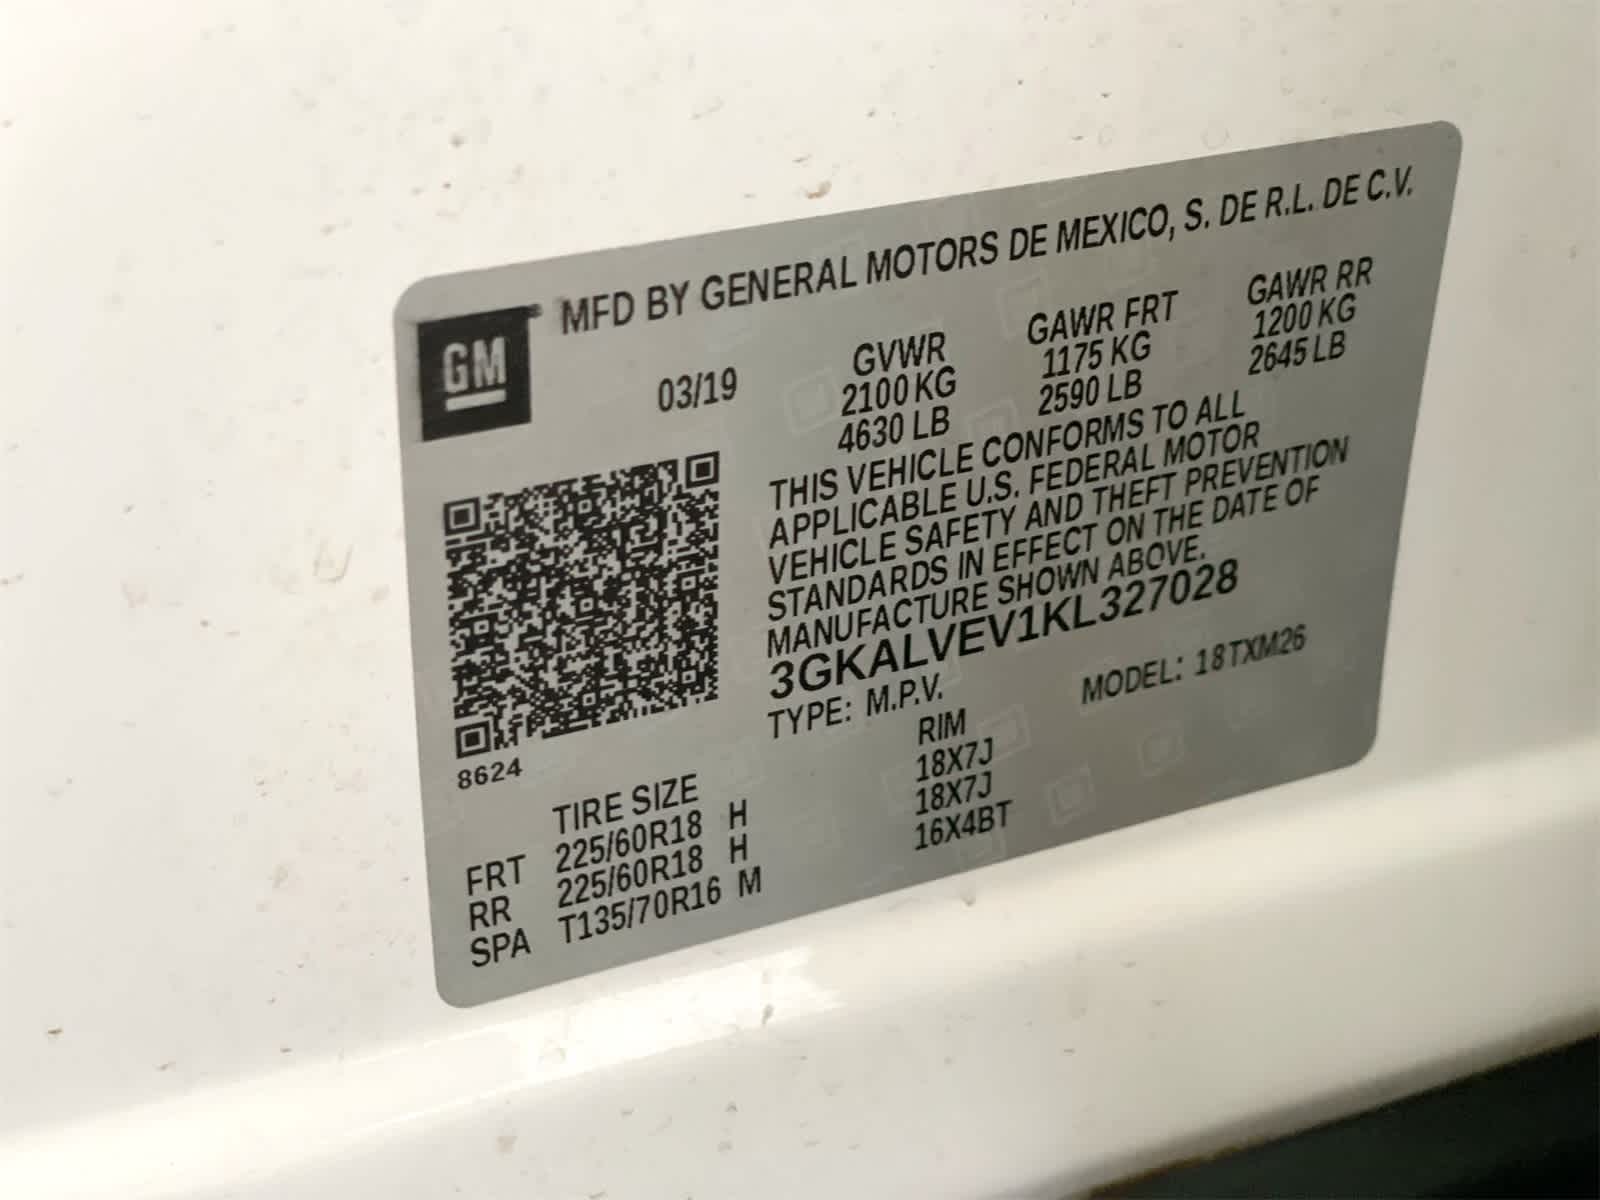 MFD BY GENERAL MOTORS DE MEXICO, S. DE R.L. DE C.V.
GM
03/19
GVWR GAWR FRT GAWR RR
2100 KG 1175 KG 1200 KG
4630 LB 2590 LB 2645 LB
THIS VEHICLE CONFORMS TO ALL
APPLICABLE U.S. FEDERAL MOTOR
VEHICLE SAFETY AND THEFT PREVENTION
STANDARDS IN EFFECT ON THE DATE OF
MANUFACTURE SHOWN ABOVE.
3GKALVEV1KL327028
TYPE: M.P.V. MODEL: 18TXM26
8624
TIRE SIZE RIM
FRT 225/60R18 H 18X7J
RR 225/60R18 H 18X7J
SPA T135/70R16 M 16X4BT